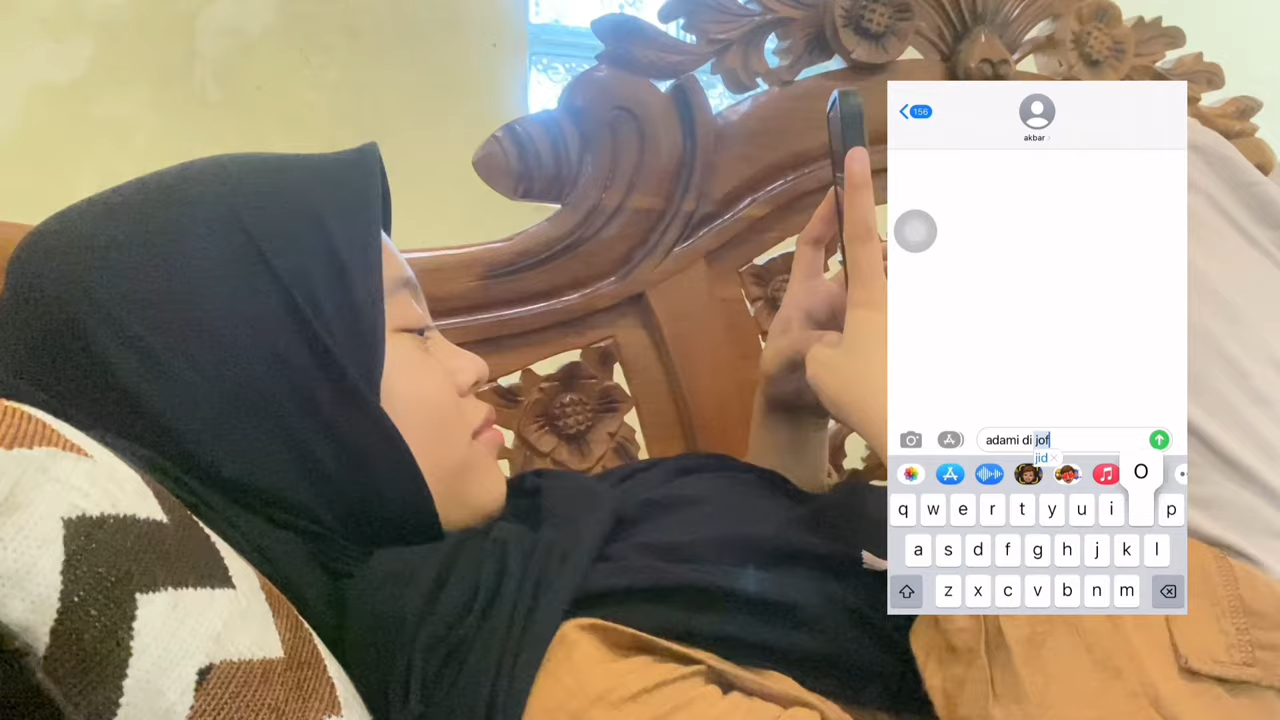 156
akbar
adami di jof
jid
O
q w e r t y u i p
a s d f g h j k l
z x c v b n m